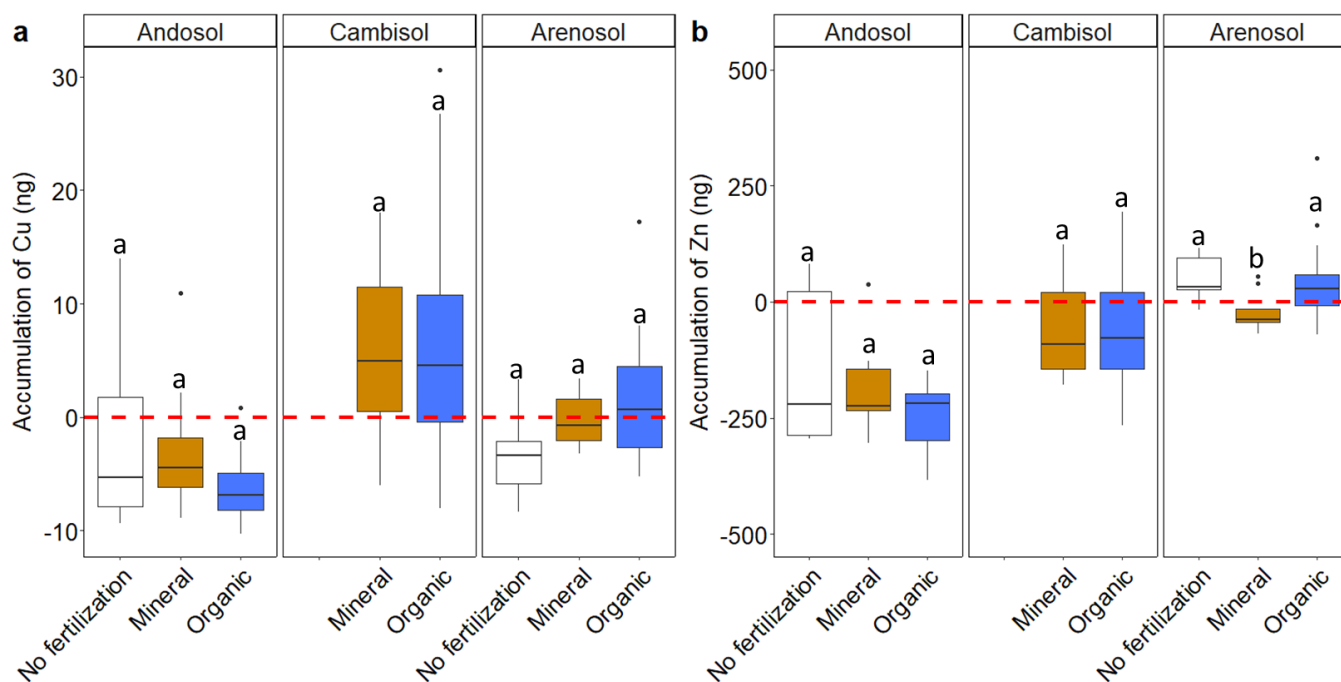 a
Andosol
Cambisol
Arenosol
Accumulation of Cu (ng)
30
20
10
0
-10
a
a
a
a
a
a
a
a
No fertilization
Mineral
Organic
Mineral
Organic
No fertilization
Mineral
Organic
b
Andosol
Cambisol
Arenosol
Accumulation of Zn (ng)
500
250
0
-250
-500
a
a
a
a
a
a
b
a
No fertilization
Mineral
Organic
Mineral
Organic
No fertilization
Mineral
Organic